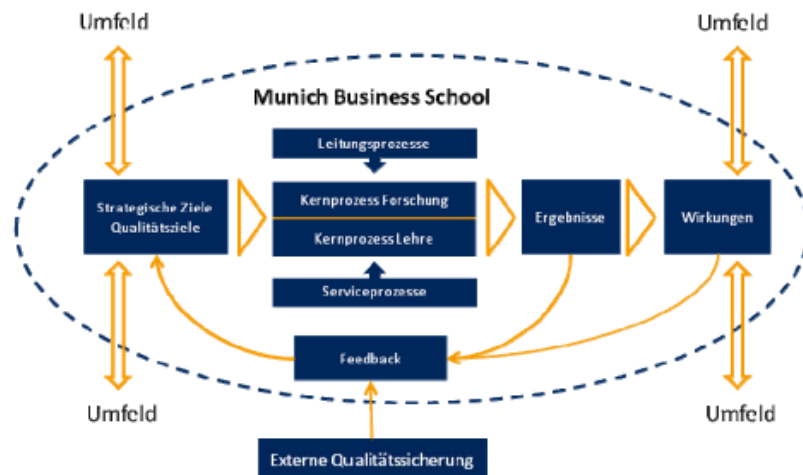 Umfeld
Umfeld
Munich Business School
Leitungsprozesse
Strategische Ziele
Qualitätsziele
Kernprozess Forschung
Kernprozess Lehre
Ergebnisse
Wirkungen
Serviceprozesse
Feedback
Umfeld
Umfeld
Externe Qualitätssicherung